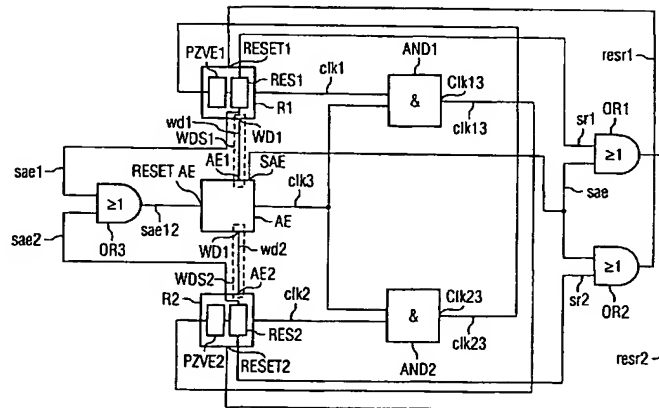 PZVE1
RESET1
AND1
resr1
RES1
clk1
Clk13
OR1
R1
&
sr1
wd1
WD1
clk13
WDS1
≥1
AE1
SAE
sae1
RESET AE
clk3
sae
≥1
sae12
AE
OR3
WD1
wd2
sae2
WDS2
AE2
≥1
R2
clk2
Clk23
sr2
&
OR2
RES2
clk23
PZVE2
RESET2
AND2
resr2